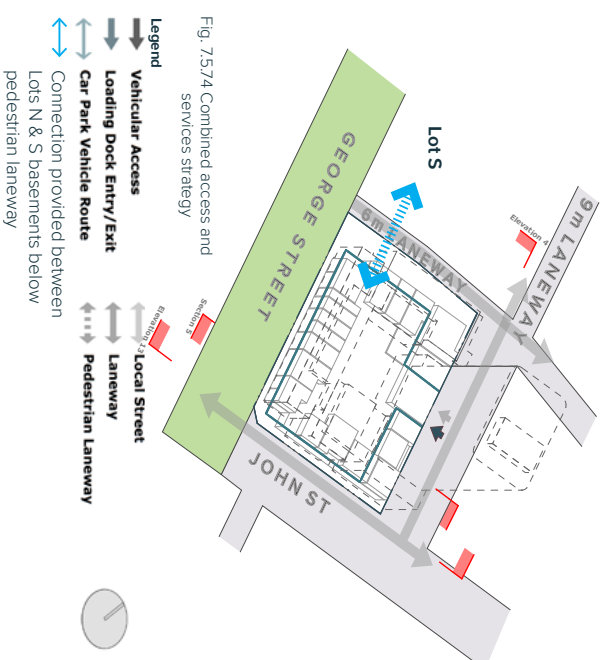 Lot S
GEORGE STREET
6m LANEWAY
9m LANEWAY
JOHN ST
Elevation 4
Section 5
Fig. 7.5.74 Combined access and
services strategy
Legend
Vehicular Access
Loading Dock Entry/Exit
Car Park Vehicle Route
Connection provided between
Lots N & S basements below
pedestrian laneway
Local Street
Laneway
Pedestrian Laneway